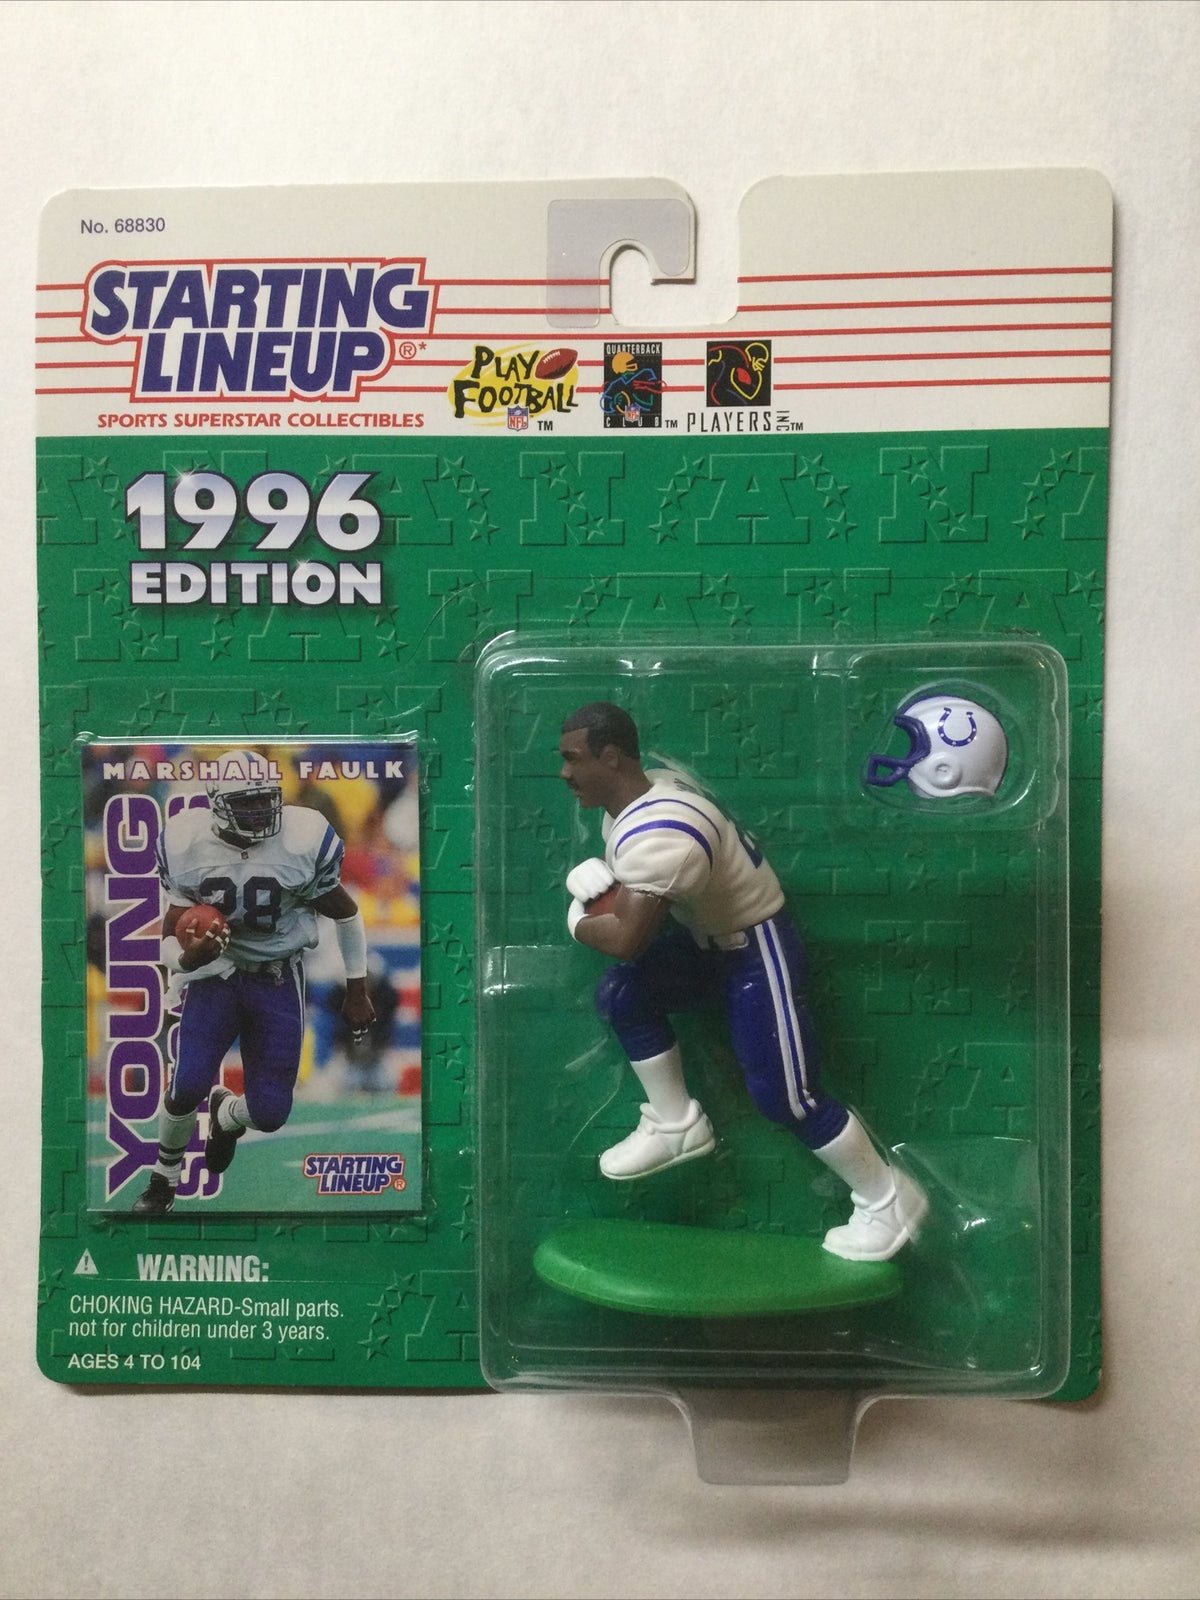 No. 68830
STARTING
LINEUP ®*
SPORTS SUPERSTAR COLLECTIBLES
PLAY
FOOTBALL
NFL TM
QUARTERBACK
CLUB TM
NFL
PLAYERS INC TM
1996
EDITION
MARSHALL FAULK
YOUNG
28
STARTING
LINEUP ®
WARNING:
CHOKING HAZARD-Small parts.
not for children under 3 years.
AGES 4 TO 104